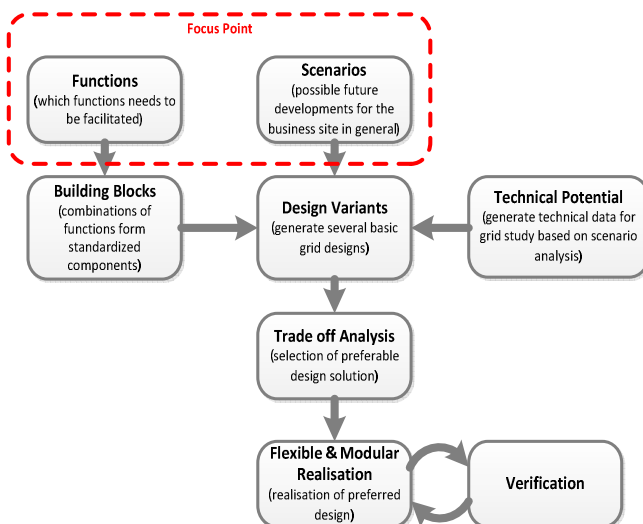 Focus Point
Functions
(which functions needs to
be facilitated)
Scenarios
(possible future
developments for the
business site in general)
Building Blocks
(combinations of
functions form
standardized
components)
Design Variants
(generate several basic
grid designs)
Technical Potential
(generate technical data for
grid study based on scenario
analysis)
Trade off Analysis
(selection of preferable
design solution)
Flexible & Modular
Realisation
(realisation of preferred
design)
Verification